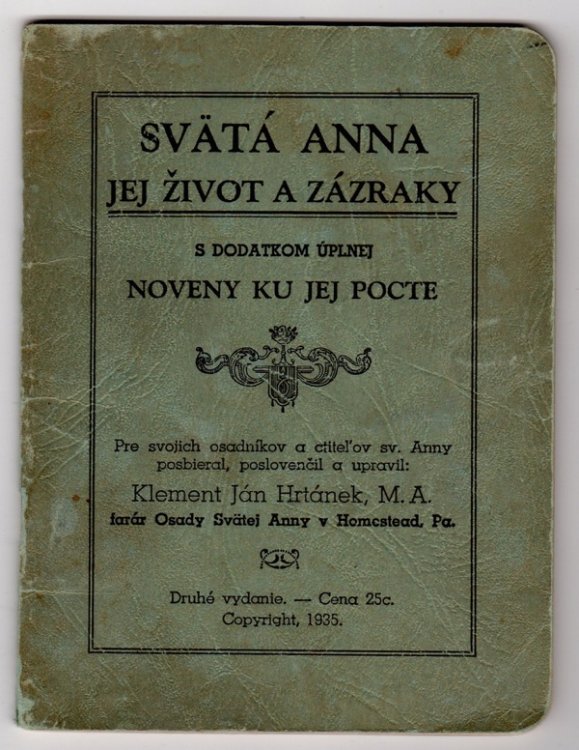 SVÄTÁ ANNA
JEJ ŽIVOT A ZÁZRAKY
S DODATKOM ÚPLNEJ
NOVENY KU JEJ POCTE
Pre svojich osadníkov a ctiteľov sv. Anny
posbieral, poslovenčil a upravil:
Klement Ján Hrtánek, M. A.
farár Osady Svätej Anny v Homestead, Pa.
Druhé vydanie. — Cena 25c.
Copyright, 1935.